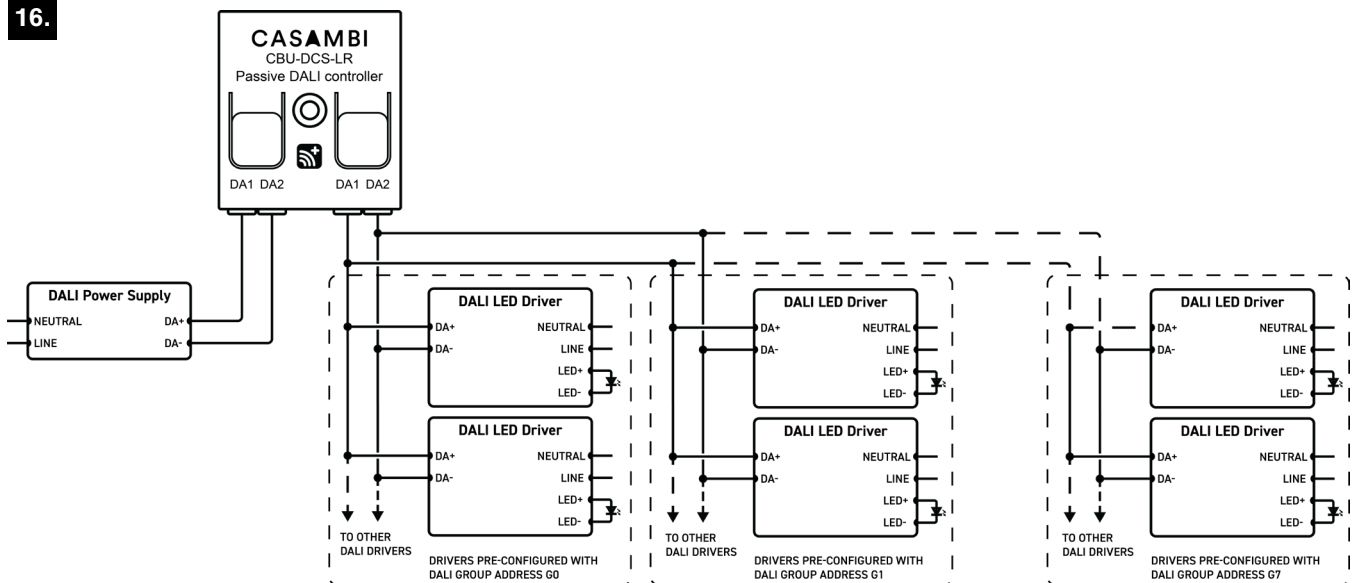 16.
CASAMBI
CBU-DCS-LR
Passive DALI controller
DA1 DA2
DA1 DA2
DALI Power Supply
NEUTRAL
DA+
LINE
DA-
DALI LED Driver
DA+
NEUTRAL
DA-
LINE
LED+
LED-
DALI LED Driver
DA+
NEUTRAL
DA-
LINE
LED+
LED-
TO OTHER
DALI DRIVERS
DRIVERS PRE-CONFIGURED WITH
DALI GROUP ADDRESS G0
DALI LED Driver
DA+
NEUTRAL
DA-
LINE
LED+
LED-
DALI LED Driver
DA+
NEUTRAL
DA-
LINE
LED+
LED-
TO OTHER
DALI DRIVERS
DRIVERS PRE-CONFIGURED WITH
DALI GROUP ADDRESS G1
DALI LED Driver
DA+
NEUTRAL
DA-
LINE
LED+
LED-
DALI LED Driver
DA+
NEUTRAL
DA-
LINE
LED+
LED-
TO OTHER
DALI DRIVERS
DRIVERS PRE-CONFIGURED WITH
DALI GROUP ADDRESS G7